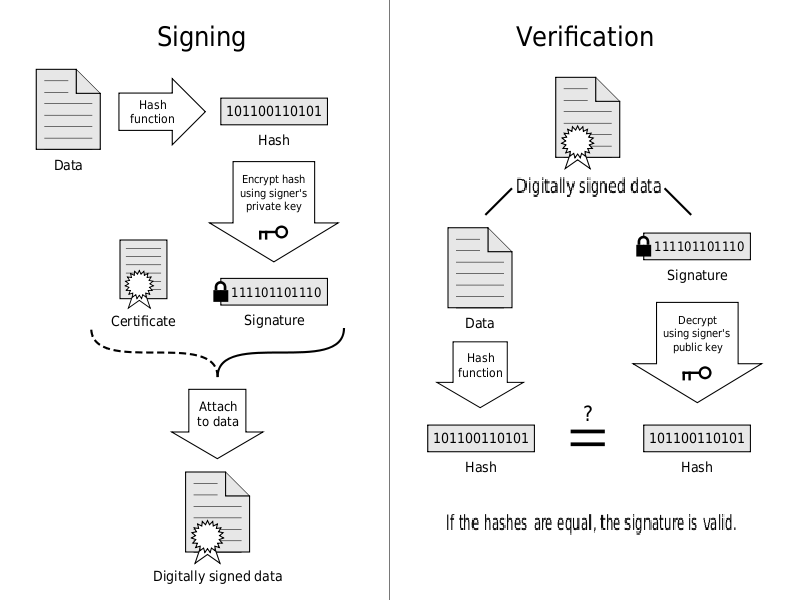 Signing
Hash
function
101100110101
Data
Hash
Encrypt hash
using signer's
private key
111101101110
Certificate
Signature
Attach
to data
Digitally signed data
Verification
Digitally siigned data
111101101110
Signature
Data
Hash
function
Decrypt
using signer's
public key
101100110101
?
101100110101
Hash
Hash
If the hashes are equal, the signature is valid.